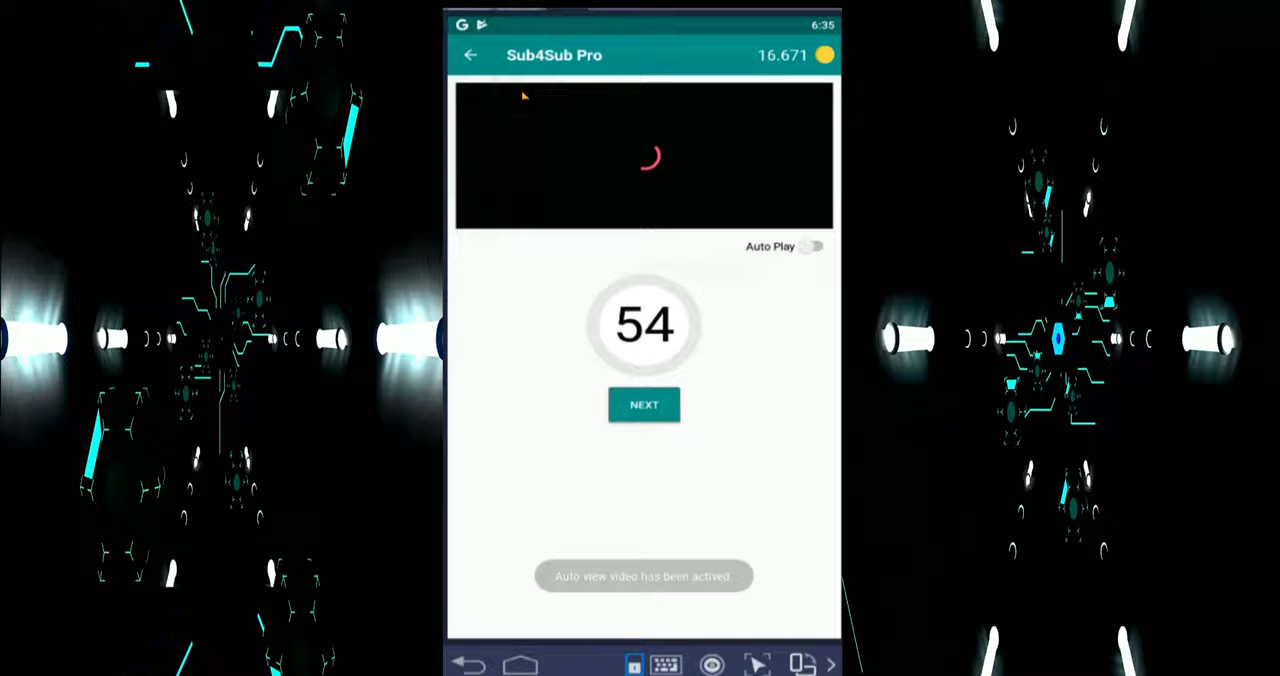 G 6:35
Sub4Sub Pro 16.671
Auto Play
54
NEXT
Auto view video has been actived.